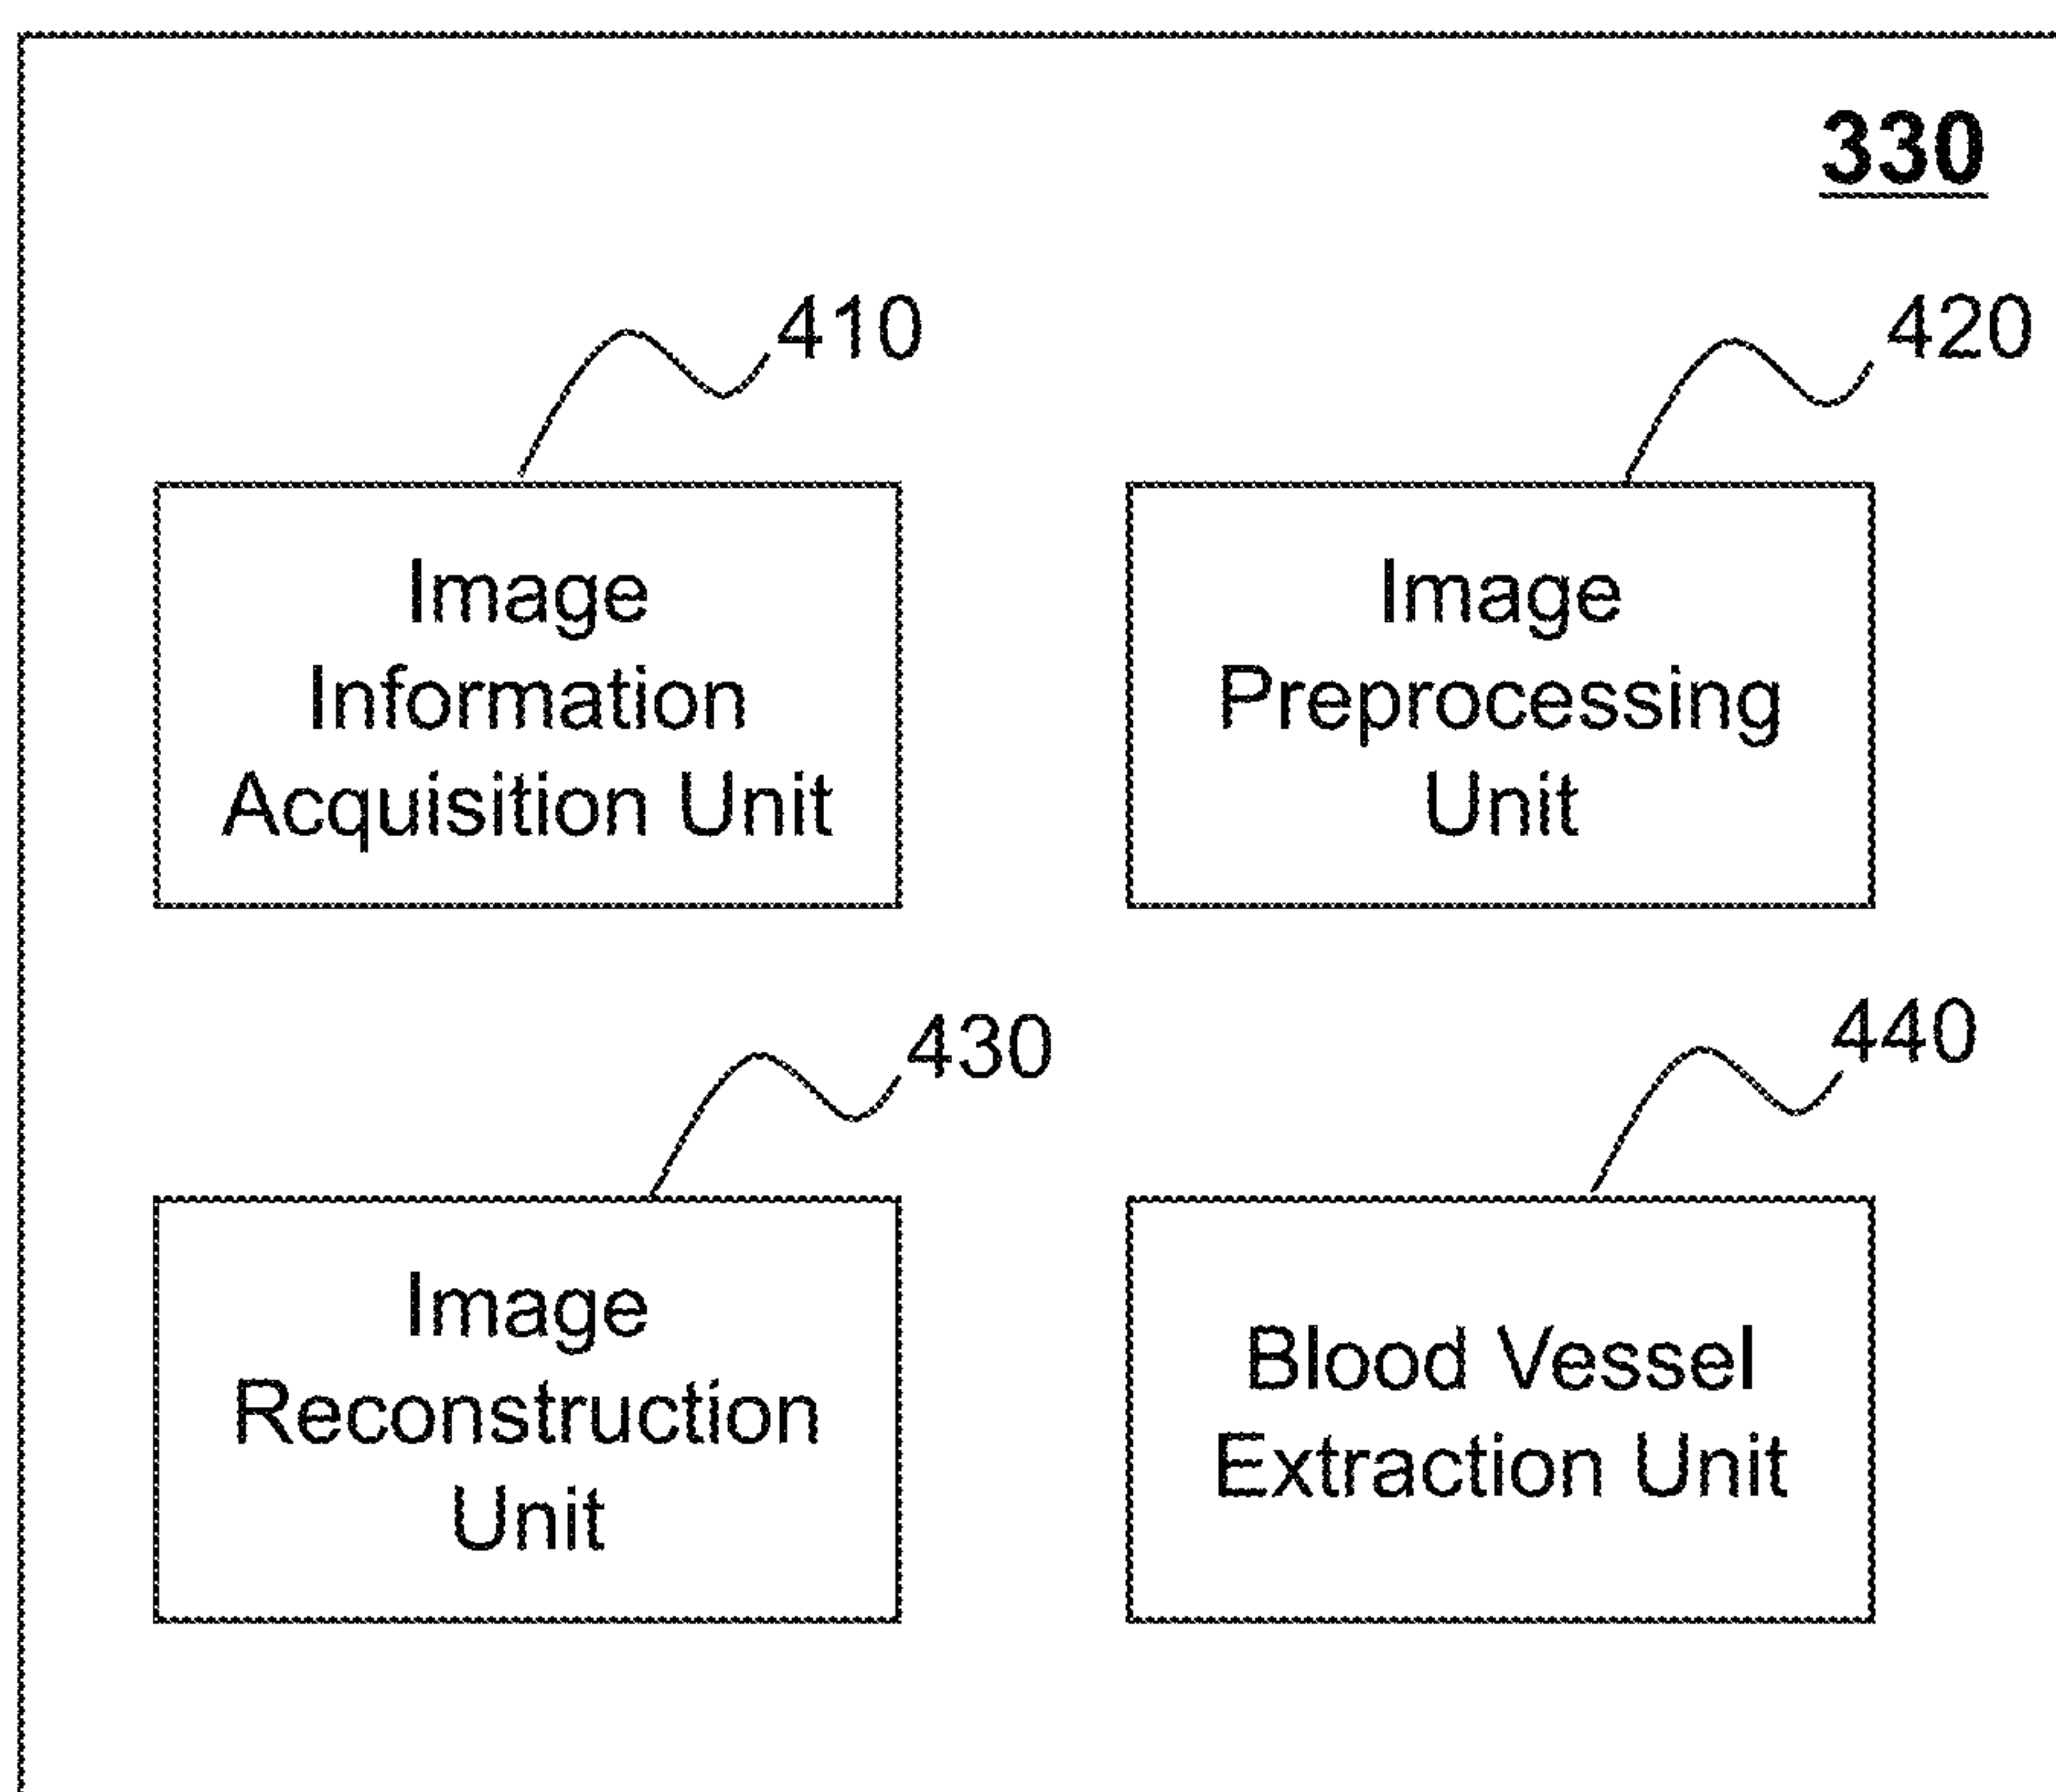 330
410
420
Image
Information
Acquisition Unit
Image
Preprocessing
Unit
430
440
Image
Reconstruction
Unit
Blood Vessel
Extraction Unit